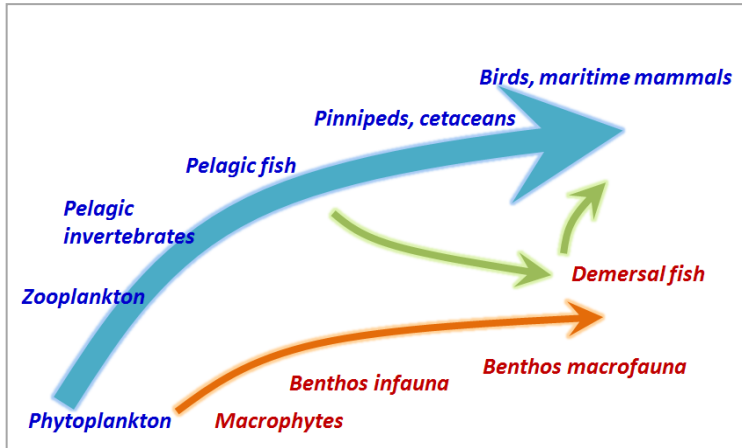 Birds, maritime mammals
Pinnipeds, cetaceans
Pelagic fish
Pelagic
invertebrates
Demersal fish
Zooplankton
Benthos macrofauna
Benthos infauna
Phytoplankton
Macrophytes